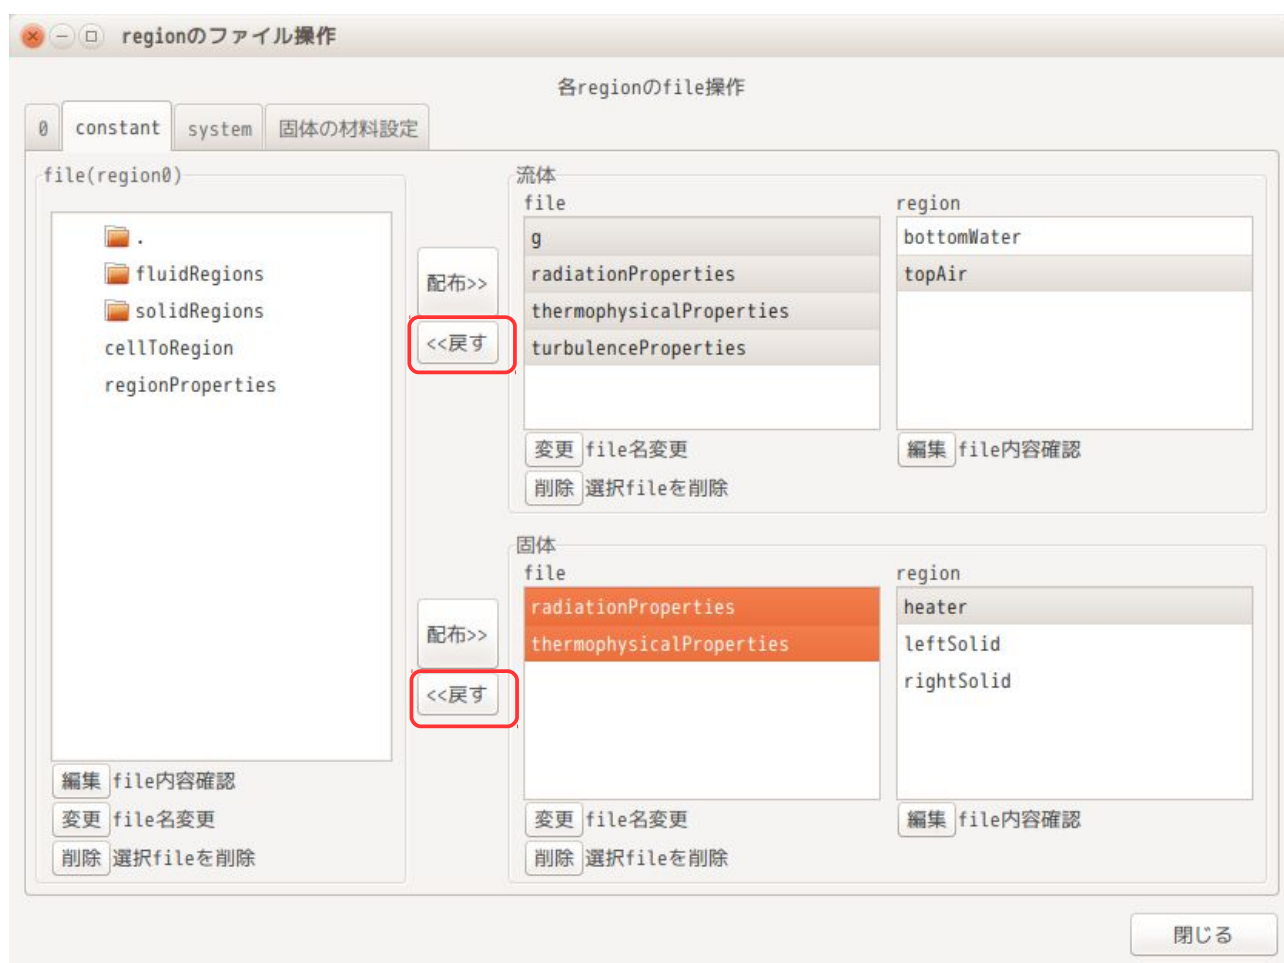 regionのファイル操作
各regionのfile操作
0 constant system 固体の材料設定
file(region0)
.
fluidRegions
solidRegions
cellToRegion
regionProperties
編集 file内容確認
変更 file名変更
削除 選択fileを削除
配布>>
<<戻す
配布>>
<<戻す
流体
file
g
radiationProperties
thermophysicalProperties
turbulenceProperties
変更 file名変更
削除 選択fileを削除
region
bottomWater
topAir
編集 file内容確認
固体
file
radiationProperties
thermophysicalProperties
変更 file名変更
削除 選択fileを削除
region
heater
leftSolid
rightSolid
編集 file内容確認
閉じる